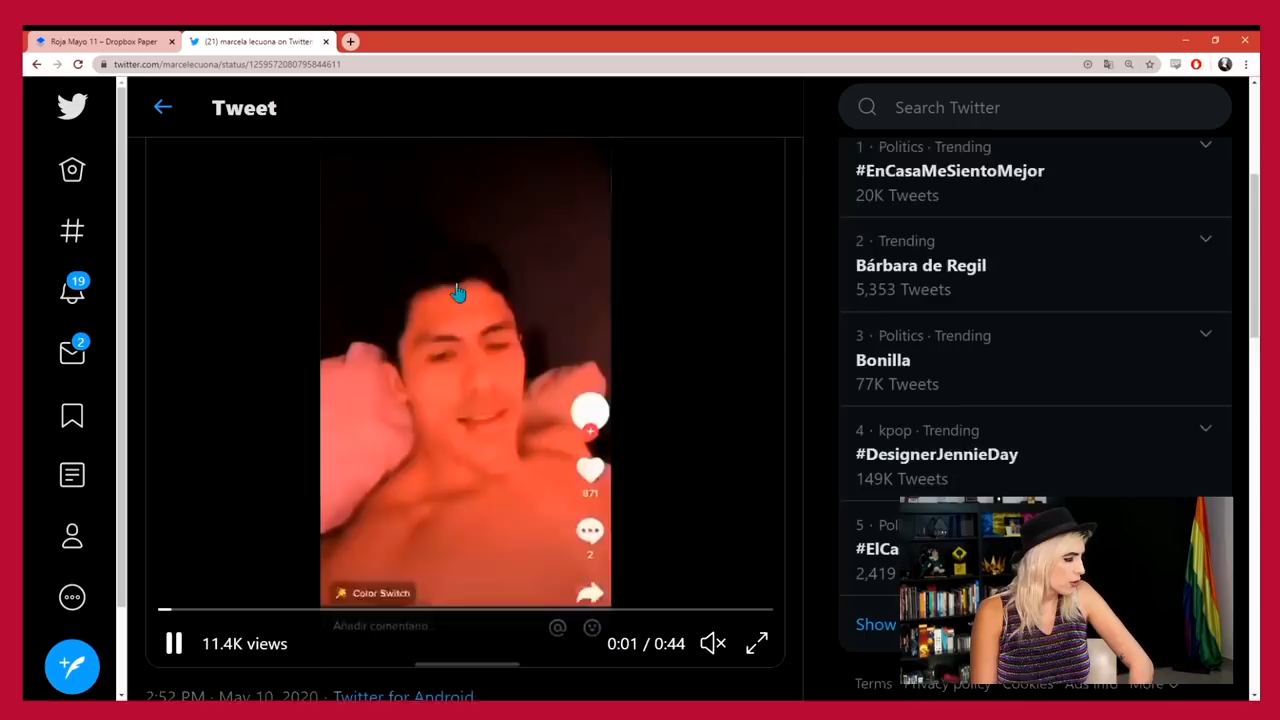 Roja Mayo 11 – Dropbox Paper
(21) marcela lecuona on Twitter:
twitter.com/marcelecuona/status/1259572080795844611
Tweet
Search Twitter
1 · Politics · Trending
#EnCasaMeSientoMejor
20K Tweets
2 · Trending
Bárbara de Regil
5,353 Tweets
3 · Politics · Trending
Bonilla
77K Tweets
4 · kpop · Trending
#DesignerJennieDay
149K Tweets
5 · Pol
#ElCa
2,419
Show
19
2
871
2
Color Switch
Añadir comentario...
11.4K views
0:01 / 0:44
2:52 PM · May 10, 2020 · Twitter for Android
Terms Privacy policy Cookies Ads info More